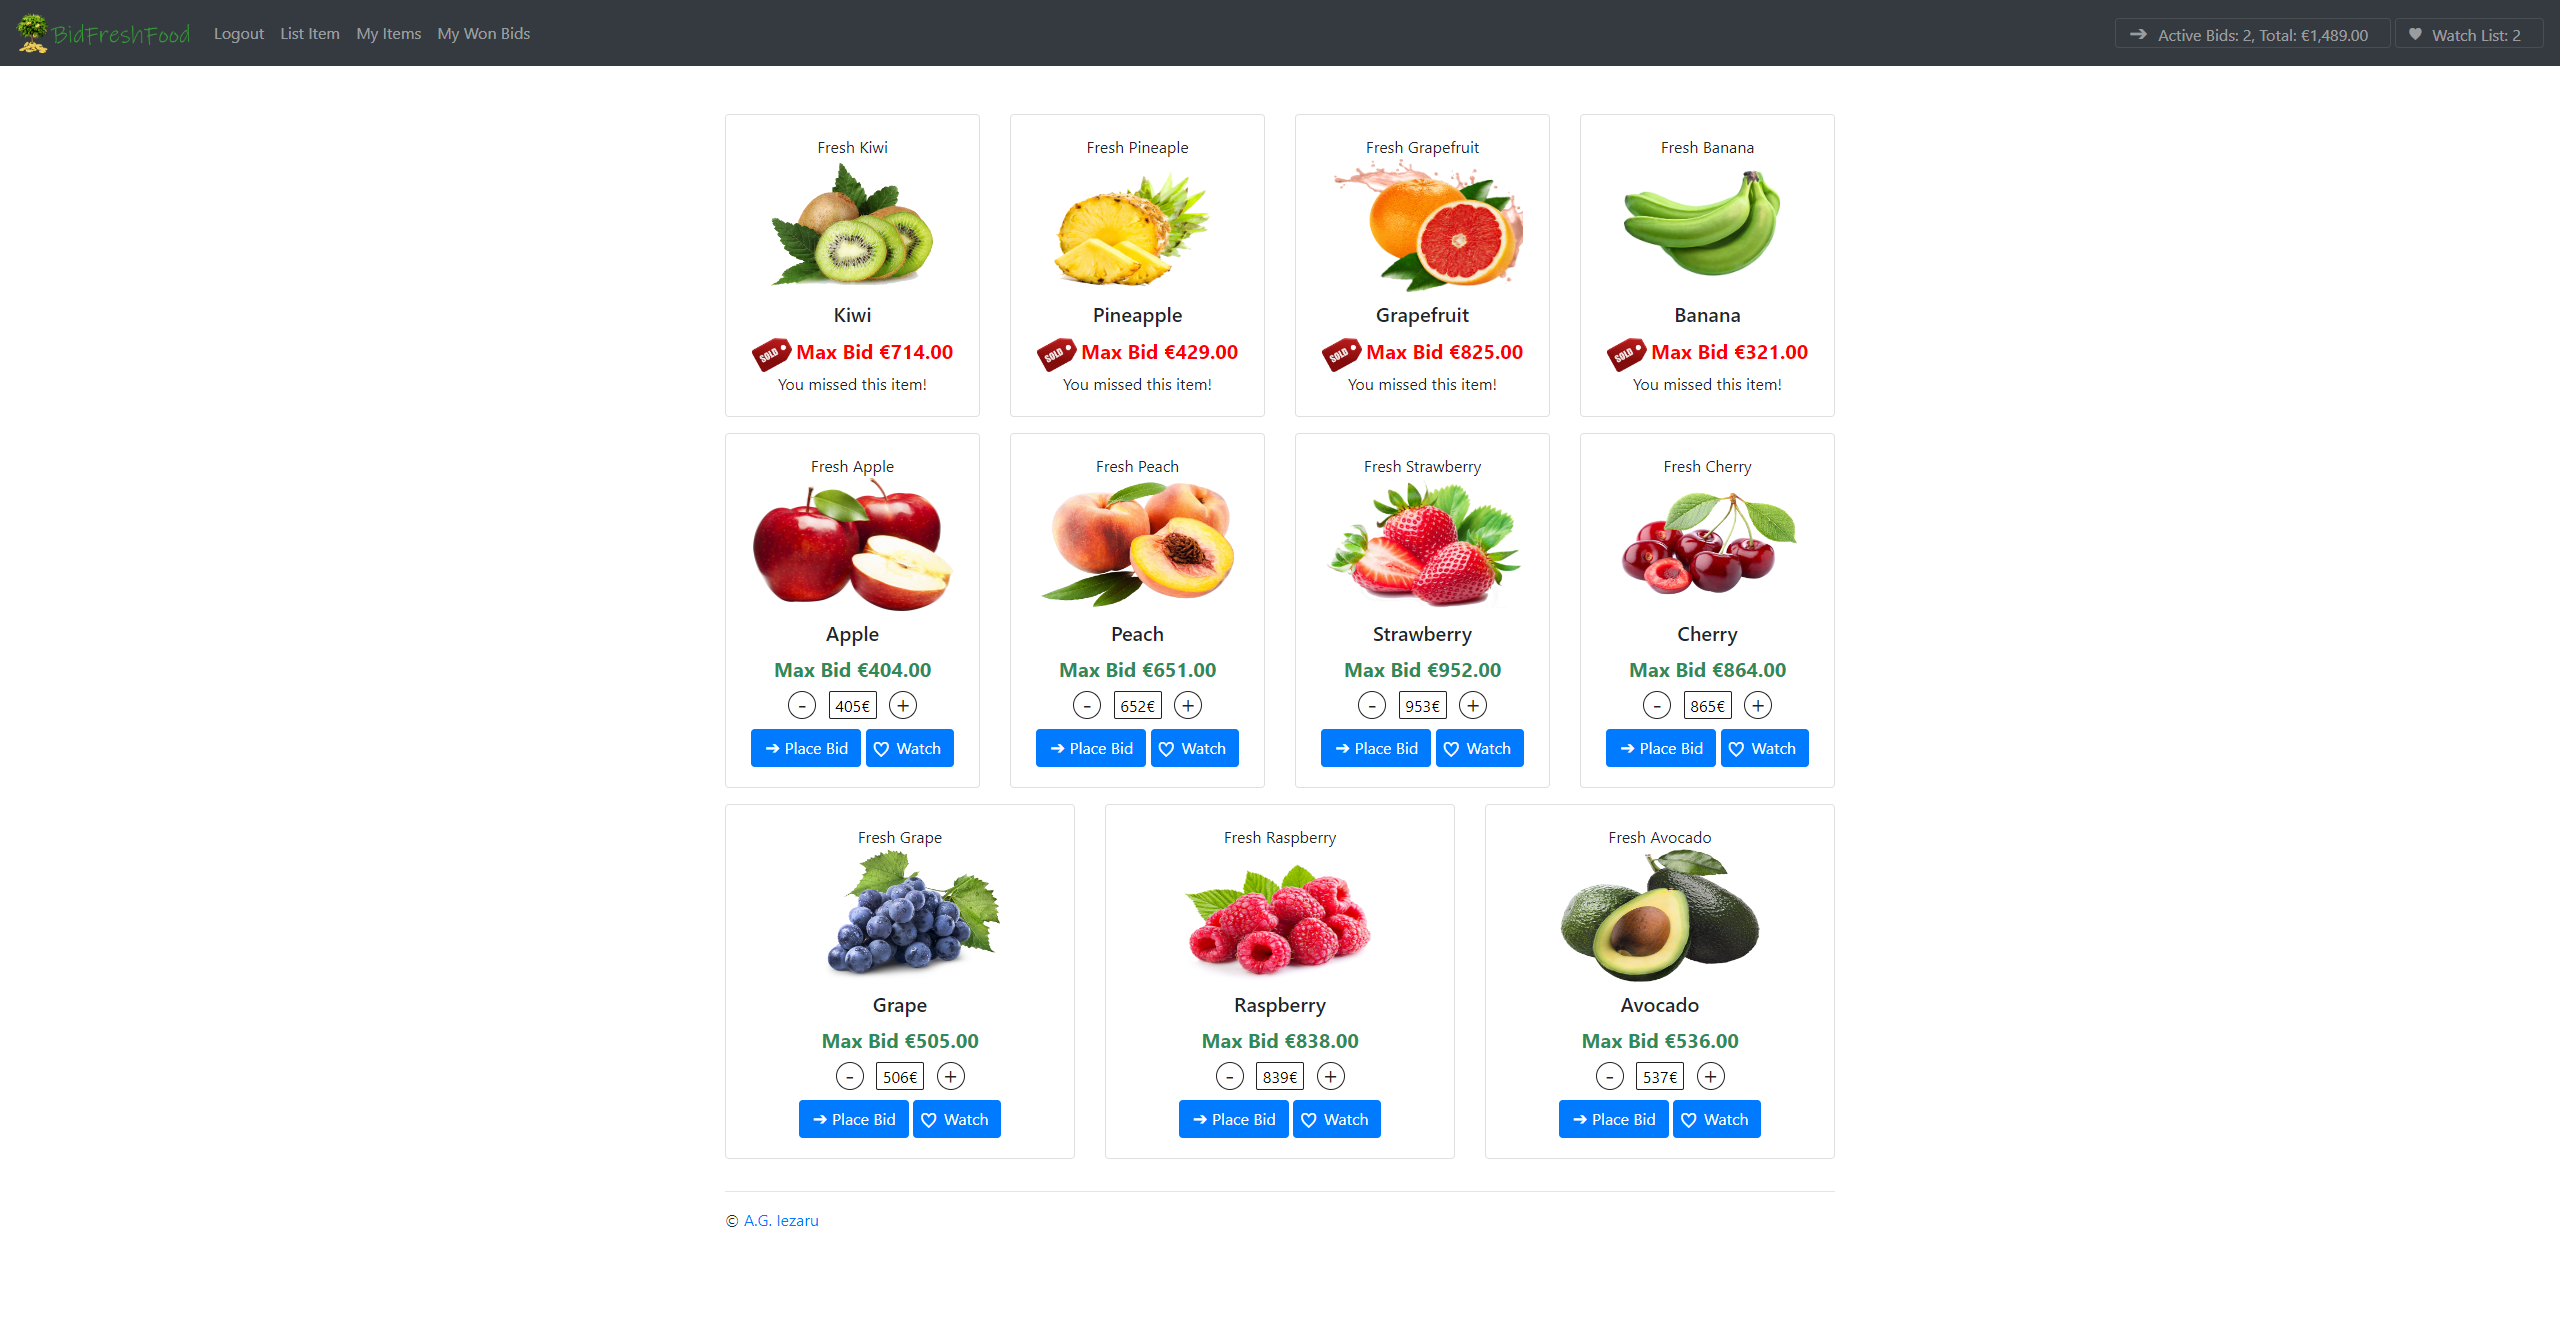 BidFreshFood Logout List Item My Items My Won Bids ➔ Active Bids: 2, Total: €1,489.00 ♥ Watch List: 2
Fresh Kiwi
Kiwi
SOLD Max Bid €714.00
You missed this item!
Fresh Pineaple
Pineapple
SOLD Max Bid €429.00
You missed this item!
Fresh Grapefruit
Grapefruit
SOLD Max Bid €825.00
You missed this item!
Fresh Banana
Banana
SOLD Max Bid €321.00
You missed this item!
Fresh Apple
Apple
Max Bid €404.00
- 405€ +
➔ Place Bid ♡ Watch
Fresh Peach
Peach
Max Bid €651.00
- 652€ +
➔ Place Bid ♡ Watch
Fresh Strawberry
Strawberry
Max Bid €952.00
- 953€ +
➔ Place Bid ♡ Watch
Fresh Cherry
Cherry
Max Bid €864.00
- 865€ +
➔ Place Bid ♡ Watch
Fresh Grape
Grape
Max Bid €505.00
- 506€ +
➔ Place Bid ♡ Watch
Fresh Raspberry
Raspberry
Max Bid €838.00
- 839€ +
➔ Place Bid ♡ Watch
Fresh Avocado
Avocado
Max Bid €536.00
- 537€ +
➔ Place Bid ♡ Watch
© A.G. Iezaru